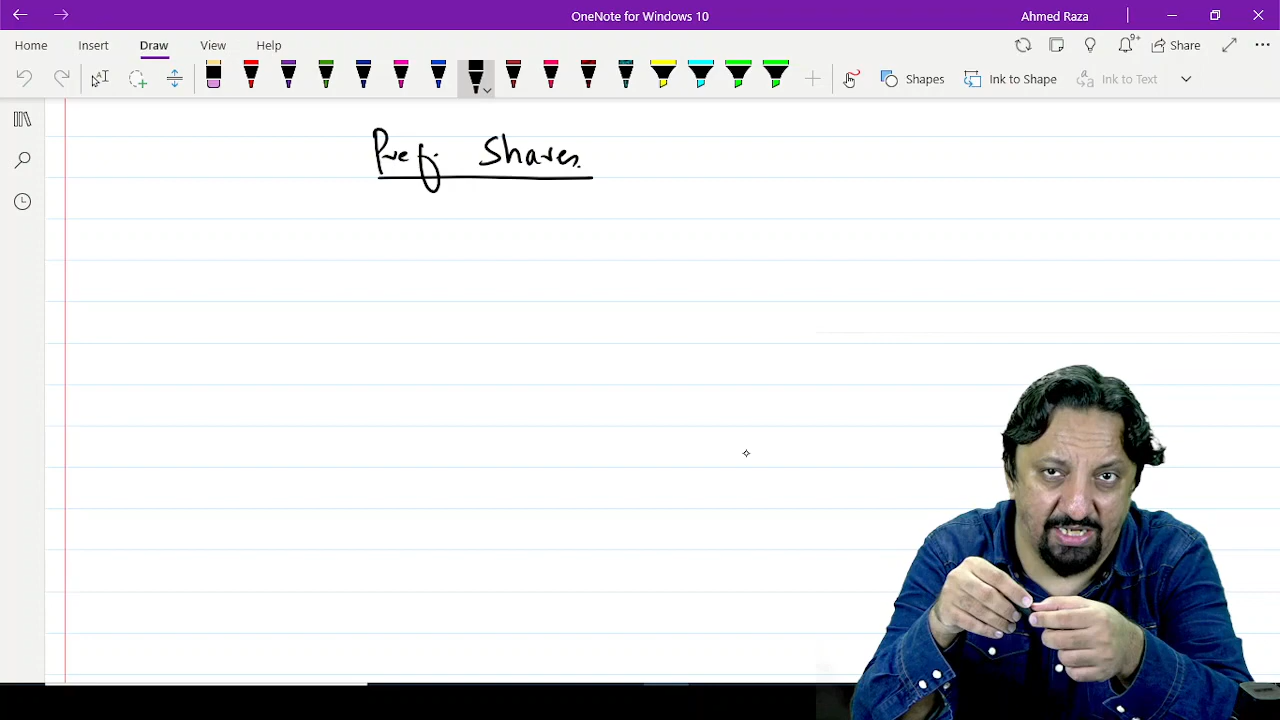 OneNote for Windows 10
Ahmed Raza
Home Insert Draw View Help
Share
Shapes Ink to Shape Ink to Text
Pref. Shares.